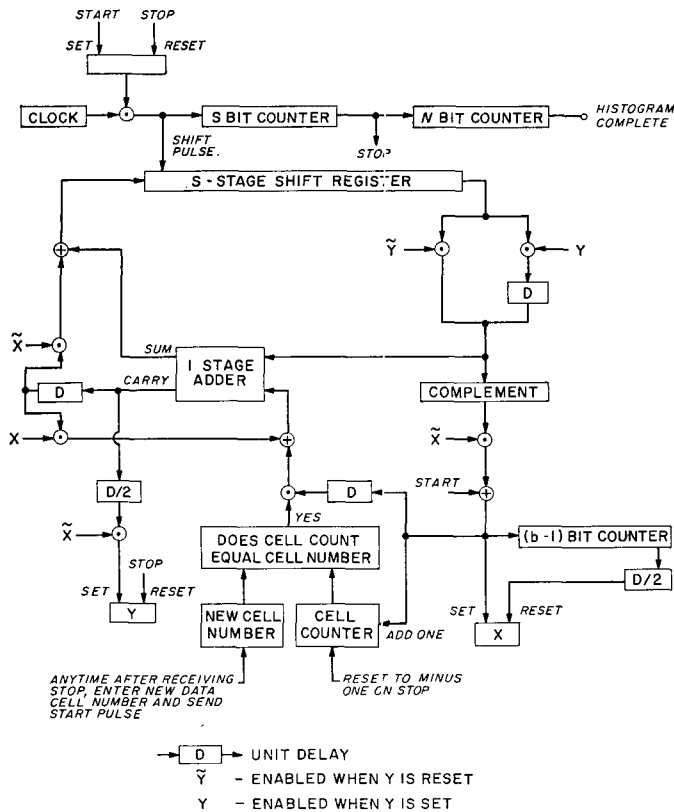 START STOP
SET RESET
CLOCK
S BIT COUNTER
N BIT COUNTER
HISTOGRAM
COMPLETE
SHIFT
PULSE.
STOP
S - STAGE SHIFT REGISTER
Ỹ
Y
D
X̃
SUM
CARRY
1 STAGE
ADDER
D
COMPLEMENT
X
X̃
D/2
D
START
YES
X̃
DOES CELL COUNT
EQUAL CELL NUMBER
(b-1) BIT COUNTER
STOP
SET RESET
D/2
Y
NEW CELL
NUMBER
CELL
COUNTER
ADD ONE
SET RESET
X
ANYTIME AFTER RECEIVING
STOP, ENTER NEW DATA
CELL NUMBER AND SEND
START PULSE
RESET TO MINUS
ONE ON STOP
D UNIT DELAY
Ỹ - ENABLED WHEN Y IS RESET
Y - ENABLED WHEN Y IS SET